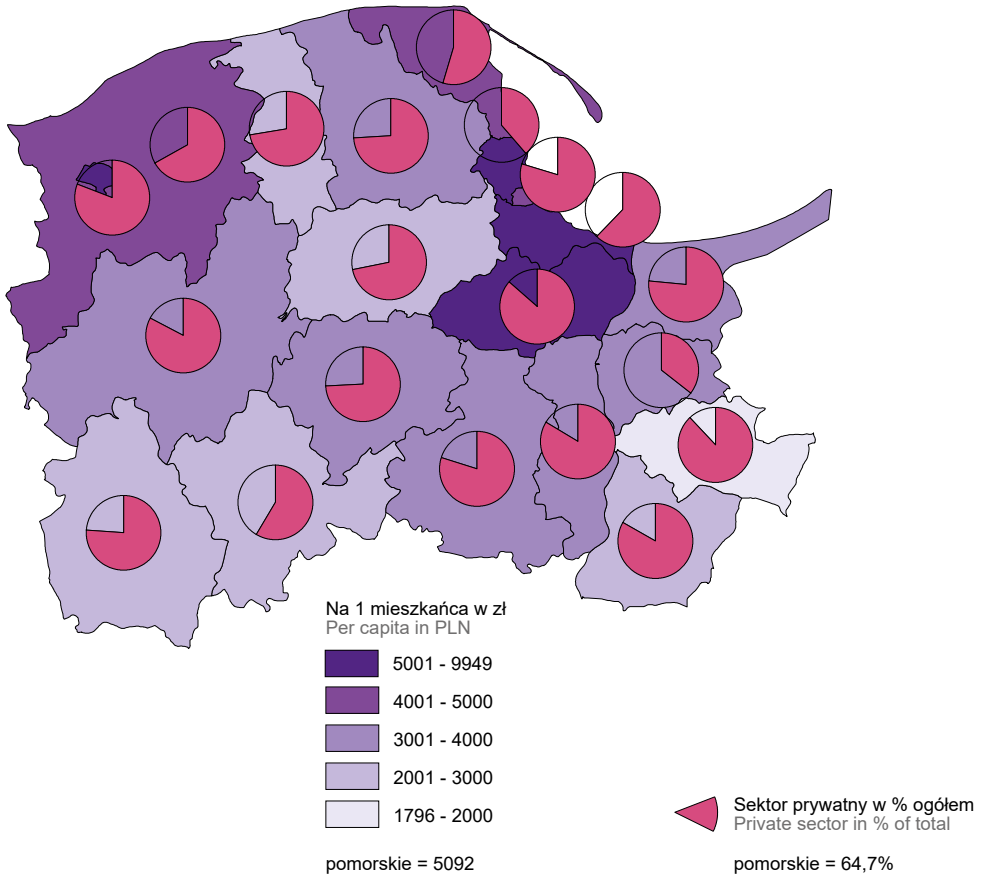 Na 1 mieszkańca w zł
Per capita in PLN
5001 - 9949
4001 - 5000
3001 - 4000
2001 - 3000
1796 - 2000
pomorskie = 5092
Sektor prywatny w % ogółem
Private sector in % of total
pomorskie = 64,7%